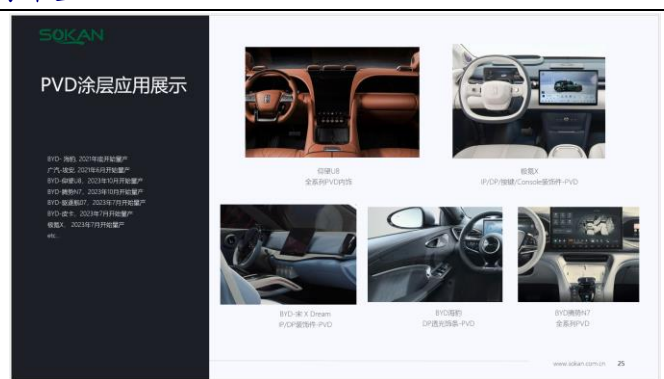 SOKAN
PVD涂层应用展示
BYD- 海豹, 2021年底开始量产
广汽-埃安, 2021年6月开始量产
BYD-仰望U8, 2023年10月开始量产
BYD-腾势N7, 2023年10月开始量产
BYD-驱逐舰07, 2023年7月开始量产
BYD-皮卡, 2023年7月开始量产
极氪X, 2023年7月开始量产
etc..
仰望U8
全系列PVD内饰
极氪X
IP/DP/按键/Console装饰件-PVD
BYD-宋 X Dream
IP/DP装饰件-PVD
BYD海豹
DP透光饰条-PVD
BYD腾势N7
全系列PVD
www.sokan.com.cn 25